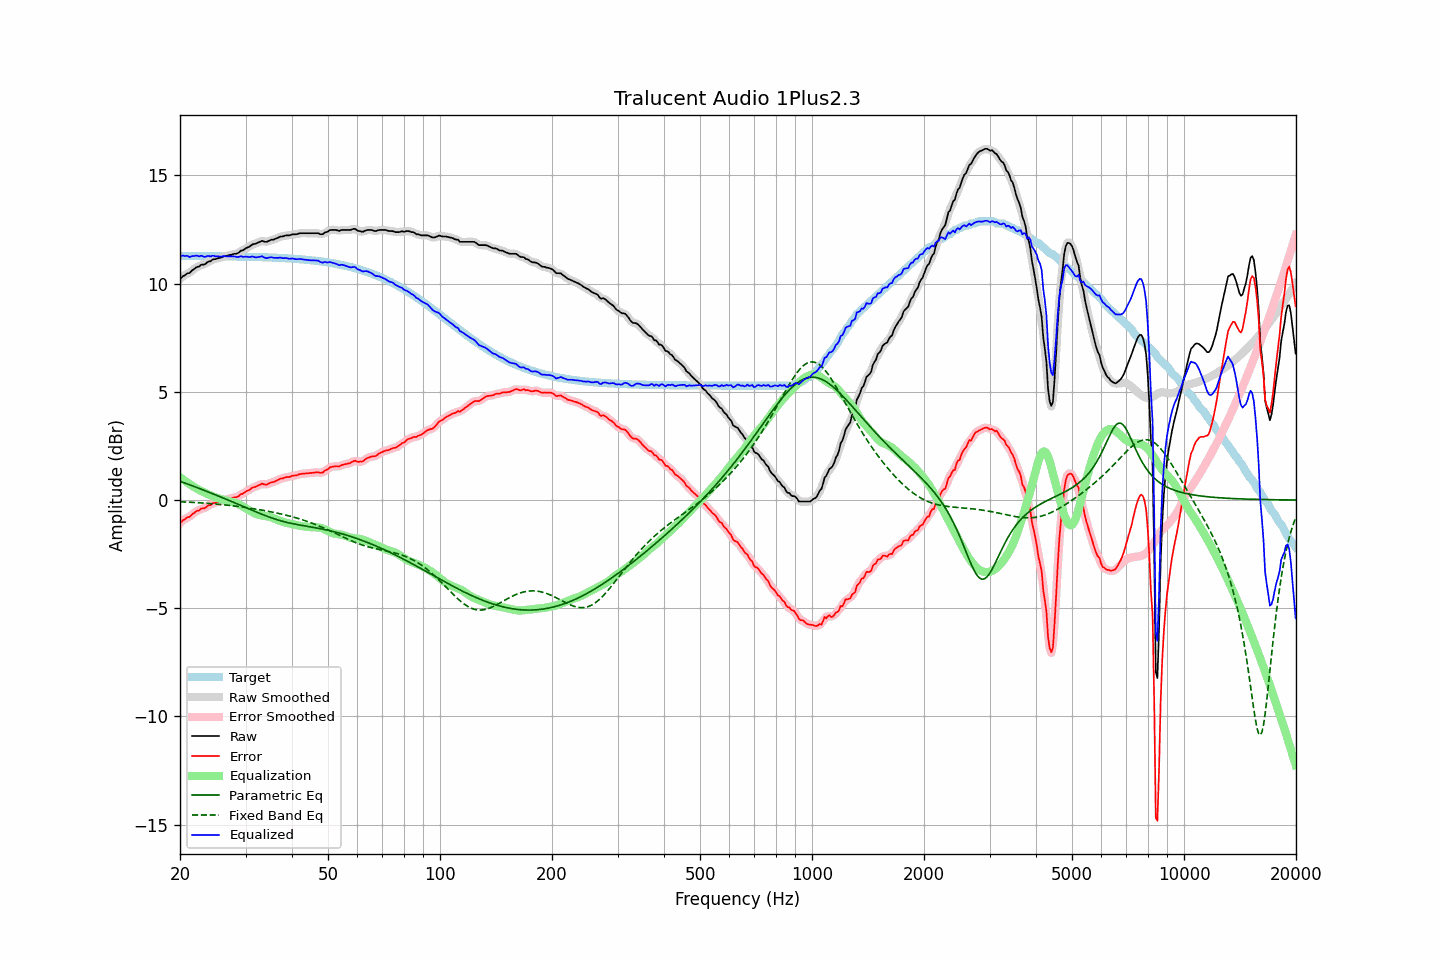 Tralucent Audio 1Plus2.3
Amplitude (dBr)
15
10
5
0
−5
−10
−15
Target
Raw Smoothed
Error Smoothed
Raw
Error
Equalization
Parametric Eq
Fixed Band Eq
Equalized
20 50 100 200 500 1000 2000 5000 10000 20000
Frequency (Hz)